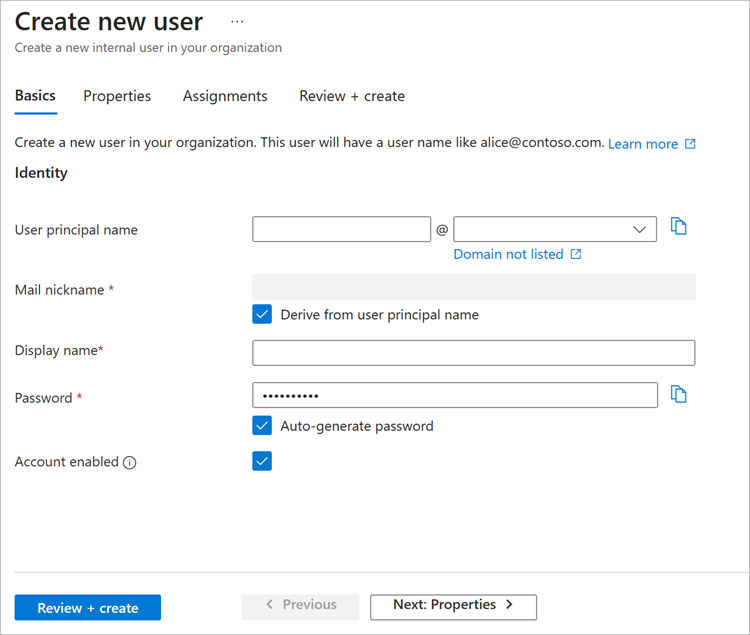 Create new user ...
Create a new internal user in your organization
Basics Properties Assignments Review + create
Create a new user in your organization. This user will have a user name like alice@contoso.com. Learn more
Identity
User principal name @
Domain not listed
Mail nickname *
Derive from user principal name
Display name*
Password * ••••••••••
Auto-generate password
Account enabled
Review + create < Previous Next: Properties >